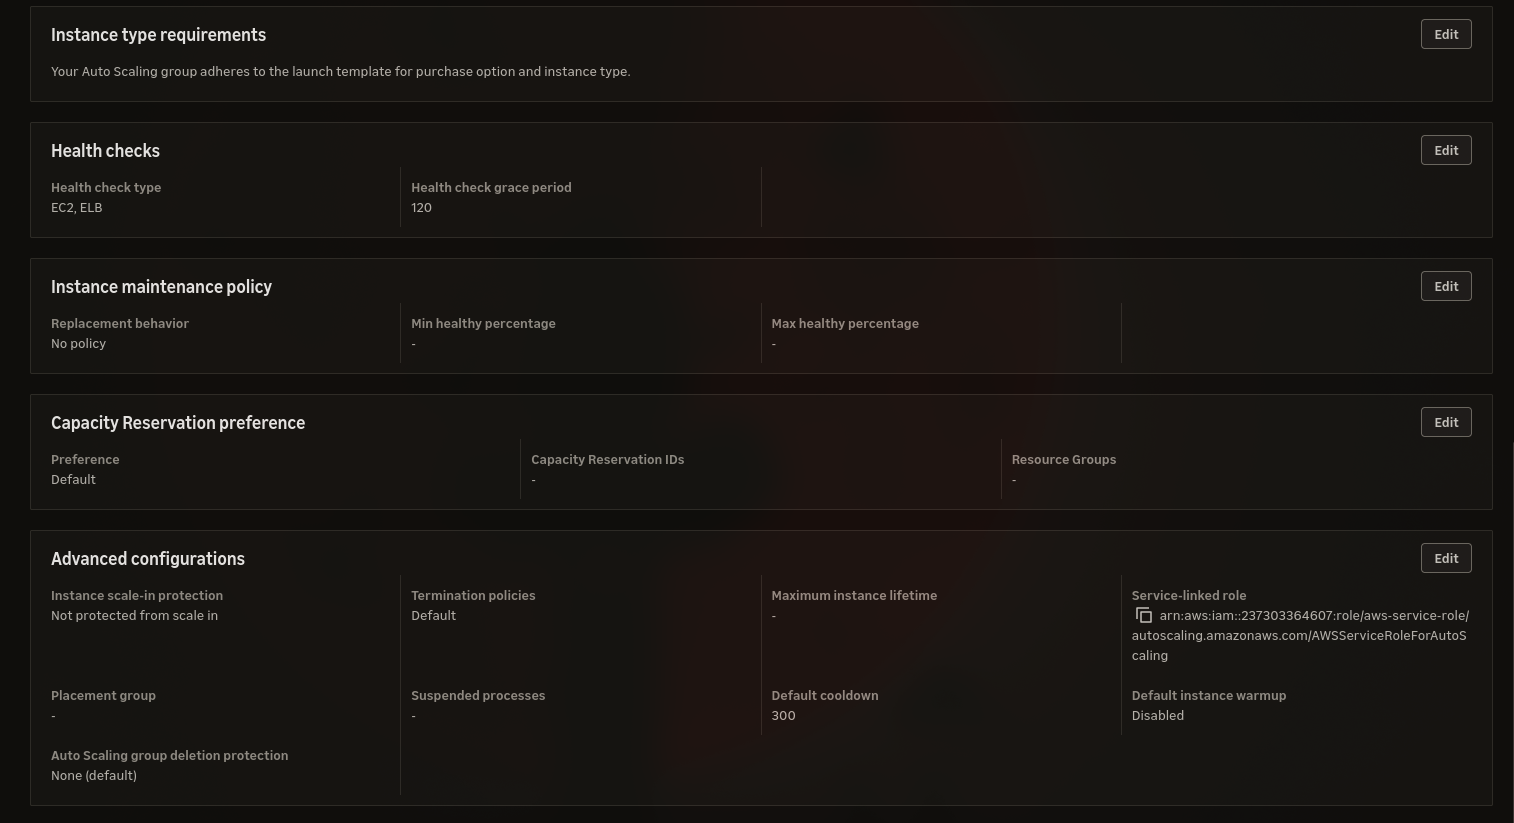 Instance type requirements
Edit
Your Auto Scaling group adheres to the launch template for purchase option and instance type.
Health checks
Edit
Health check type
EC2, ELB
Health check grace period
120
Instance maintenance policy
Edit
Replacement behavior
No policy
Min healthy percentage
-
Max healthy percentage
-
Capacity Reservation preference
Edit
Preference
Default
Capacity Reservation IDs
-
Resource Groups
-
Advanced configurations
Edit
Instance scale-in protection
Not protected from scale in
Termination policies
Default
Maximum instance lifetime
-
Service-linked role
arn:aws:iam::237303364607:role/aws-service-role/
autoscaling.amazonaws.com/AWSServiceRoleForAutoS
caling
Placement group
-
Suspended processes
-
Default cooldown
300
Default instance warmup
Disabled
Auto Scaling group deletion protection
None (default)